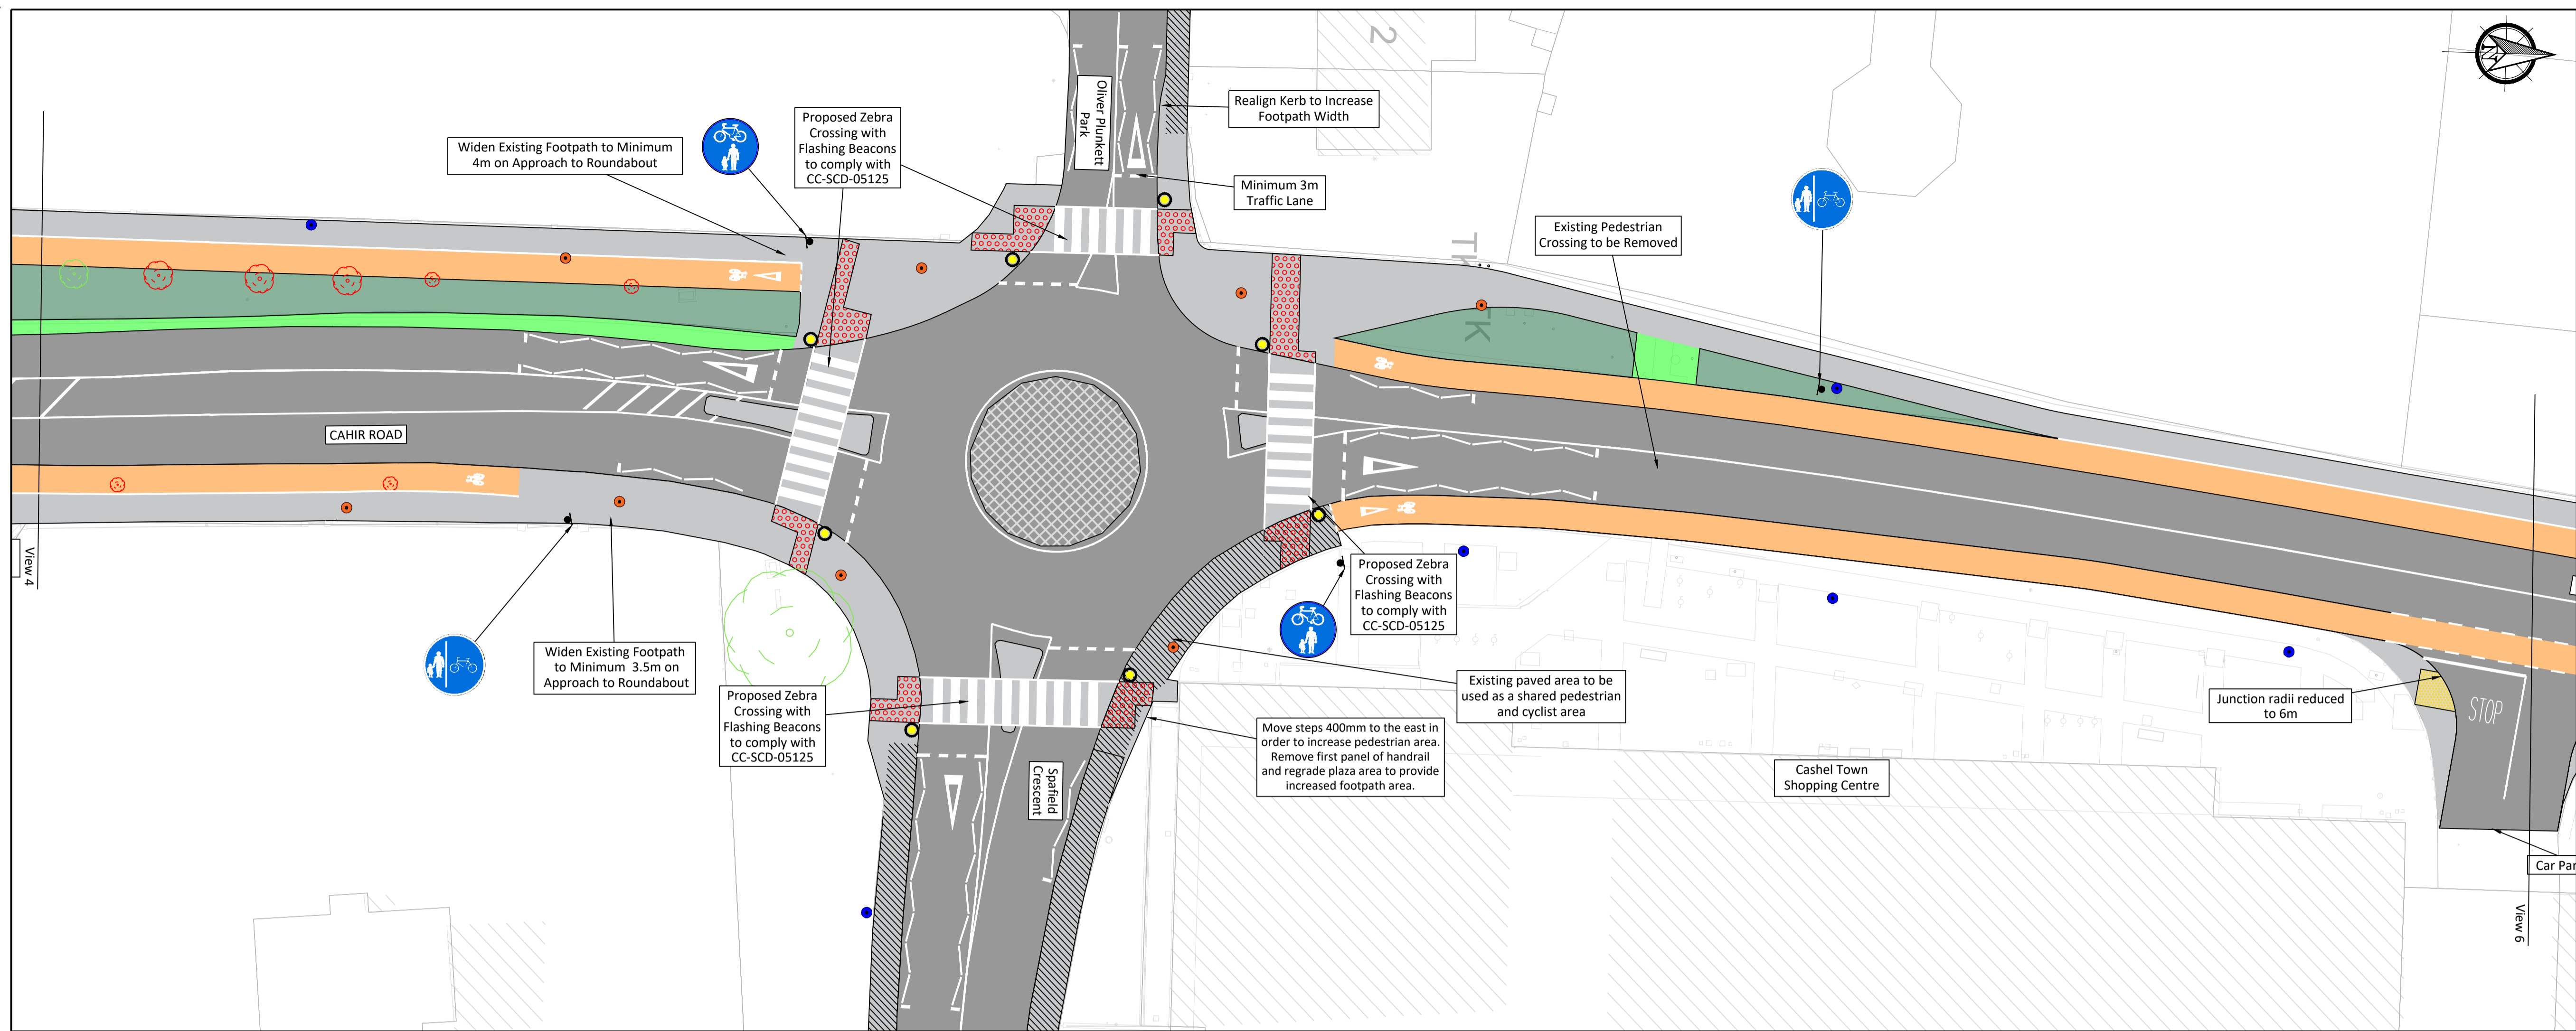 2
Oliver Plunkett
Park
Realign Kerb to Increase
Footpath Width
Proposed Zebra
Crossing with
Flashing Beacons
to comply with
CC-SCD-05125
Widen Existing Footpath to Minimum
4m on Approach to Roundabout
Minimum 3m
Traffic Lane
Existing Pedestrian
Crossing to be Removed
CAHIR ROAD
View 4
Widen Existing Footpath
to Minimum 3.5m on
Approach to Roundabout
Proposed Zebra
Crossing with
Flashing Beacons
to comply with
CC-SCD-05125
Proposed Zebra
Crossing with
Flashing Beacons
to comply with
CC-SCD-05125
Spafield
Crescent
Existing paved area to be
used as a shared pedestrian
and cyclist area
Move steps 400mm to the east in
order to increase pedestrian area.
Remove first panel of handrail
and regrade plaza area to provide
increased footpath area.
Cashel Town
Shopping Centre
Junction radii reduced
to 6m
STOP
Car Par
View 6